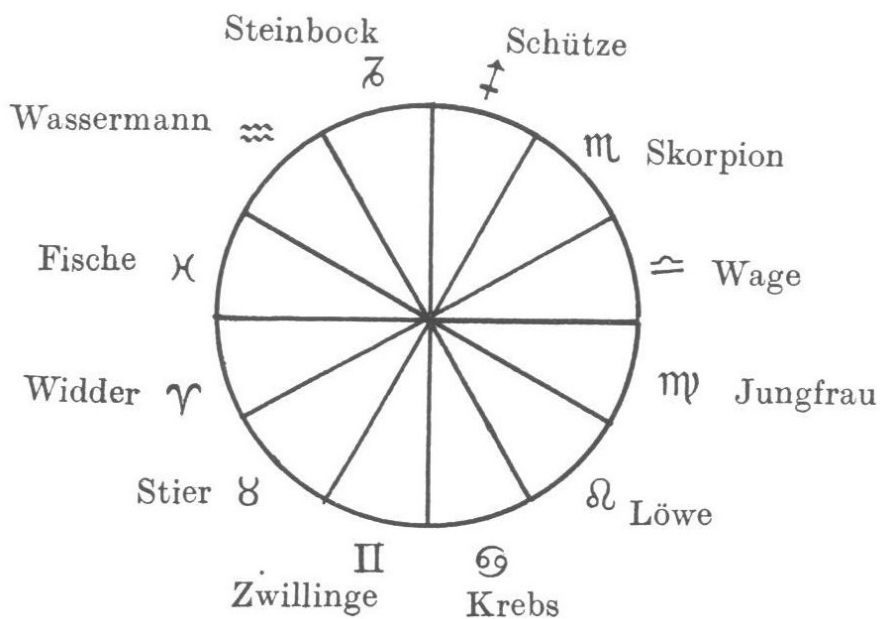 Steinbock ♑
Schütze ♐
Wassermann ♒
♏ Skorpion
Fische ♓
♎ Wage
Widder ♈
♍ Jungfrau
Stier ♉
♌ Löwe
♊ Zwillinge
♋ Krebs